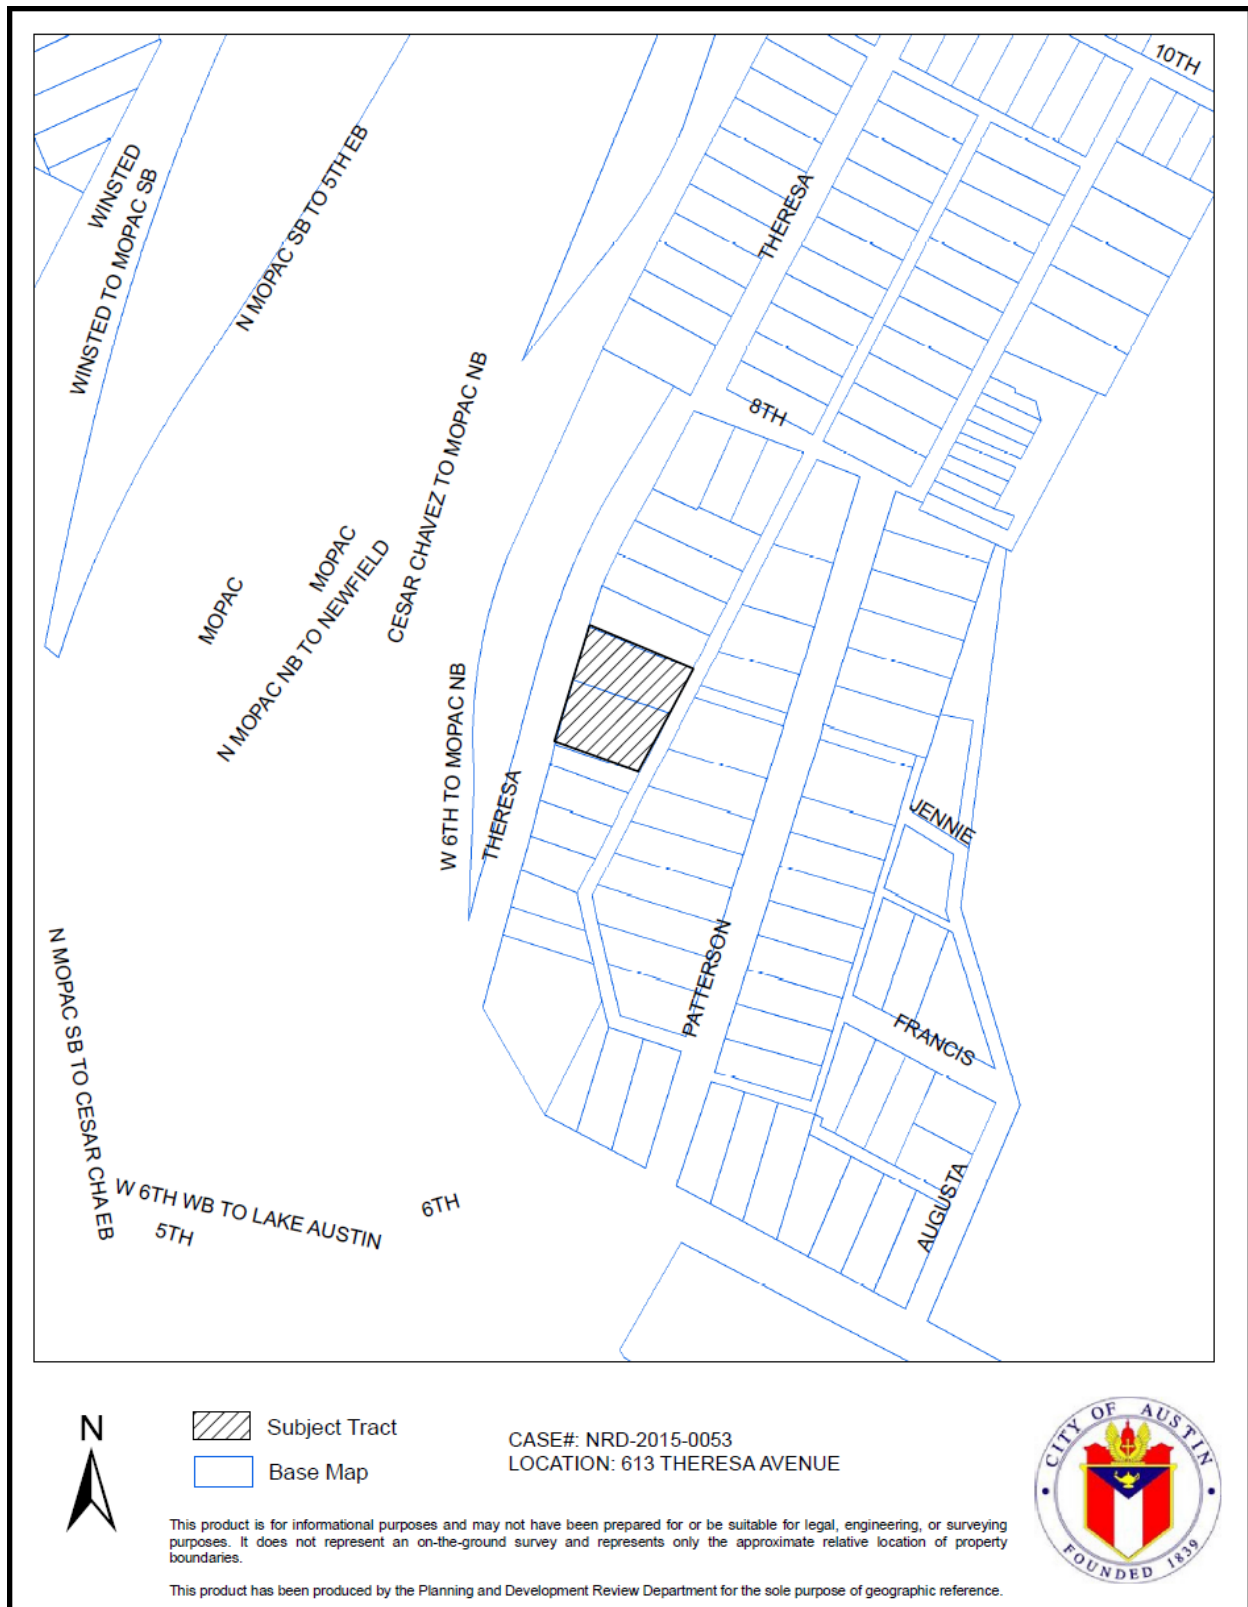 10TH
WINSTED
WINSTED TO MOPAC SB
N MOPAC SB TO 5TH EB
THERESA
8TH
CESAR CHAVEZ TO MOPAC NB
MOPAC
MOPAC
N MOPAC NB TO NEWFIELD
W 6TH TO MOPAC NB
THERESA
JENNIE
PATTERSON
FRANCIS
N MOPAC SB TO CESAR CHA EB
W 6TH WB TO LAKE AUSTIN
5TH
6TH
AUGUSTA
N
Subject Tract
Base Map
CASE#: NRD-2015-0053
LOCATION: 613 THERESA AVENUE
CITY OF AUSTIN
FOUNDED 1839
This product is for informational purposes and may not have been prepared for or be suitable for legal, engineering, or surveying
purposes. It does not represent an on-the-ground survey and represents only the approximate relative location of property
boundaries.
This product has been produced by the Planning and Development Review Department for the sole purpose of geographic reference.